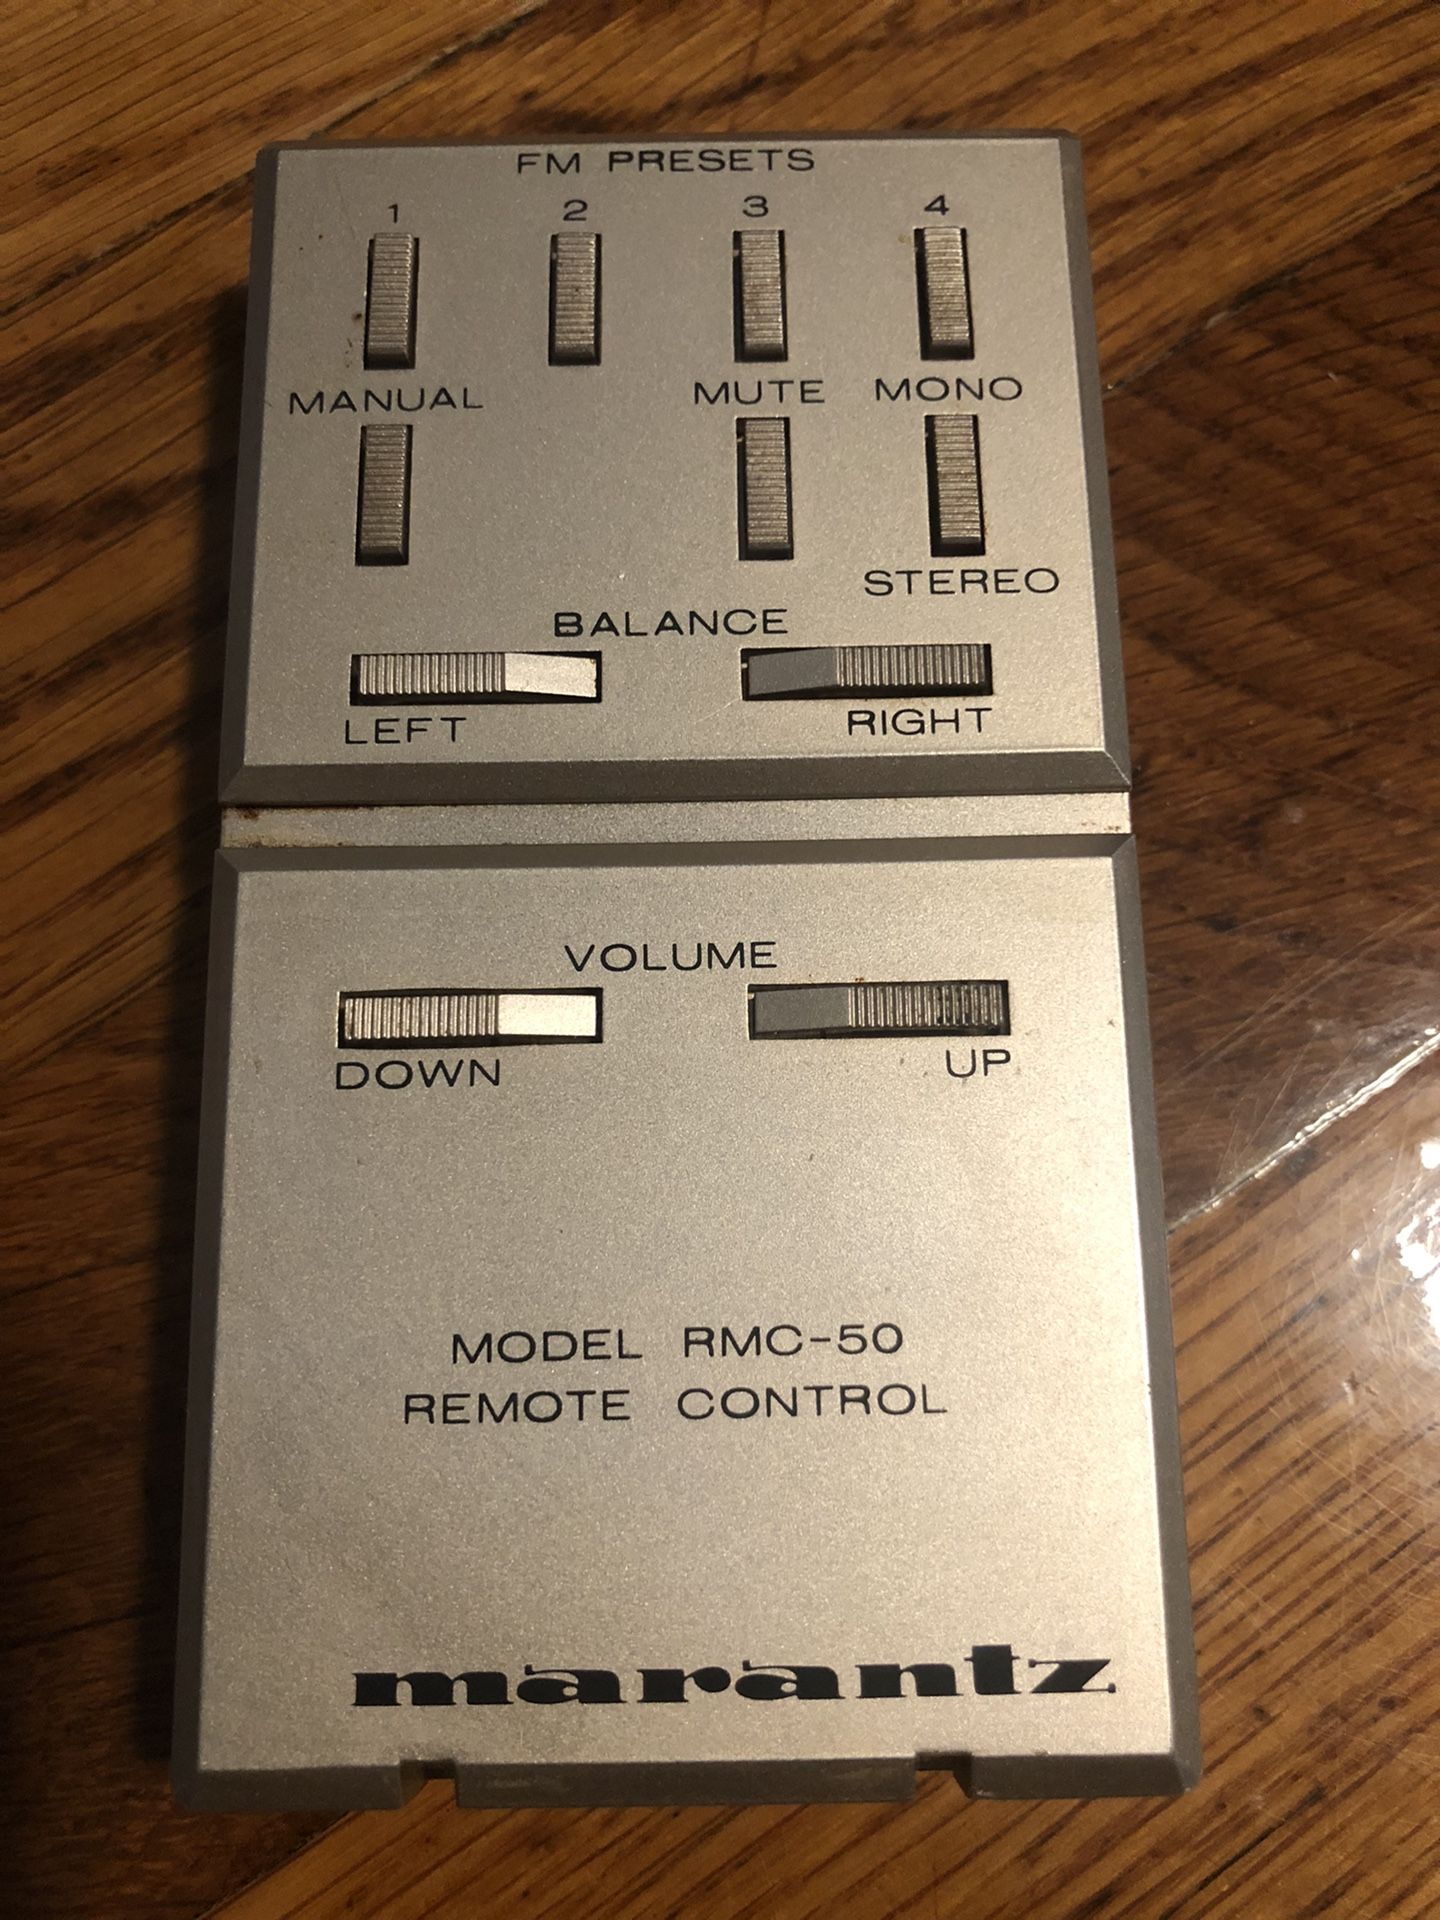 FM PRESETS
1 2 3 4
MANUAL MUTE MONO
STEREO
BALANCE
LEFT RIGHT
VOLUME
DOWN UP
MODEL RMC-50
REMOTE CONTROL
marantz